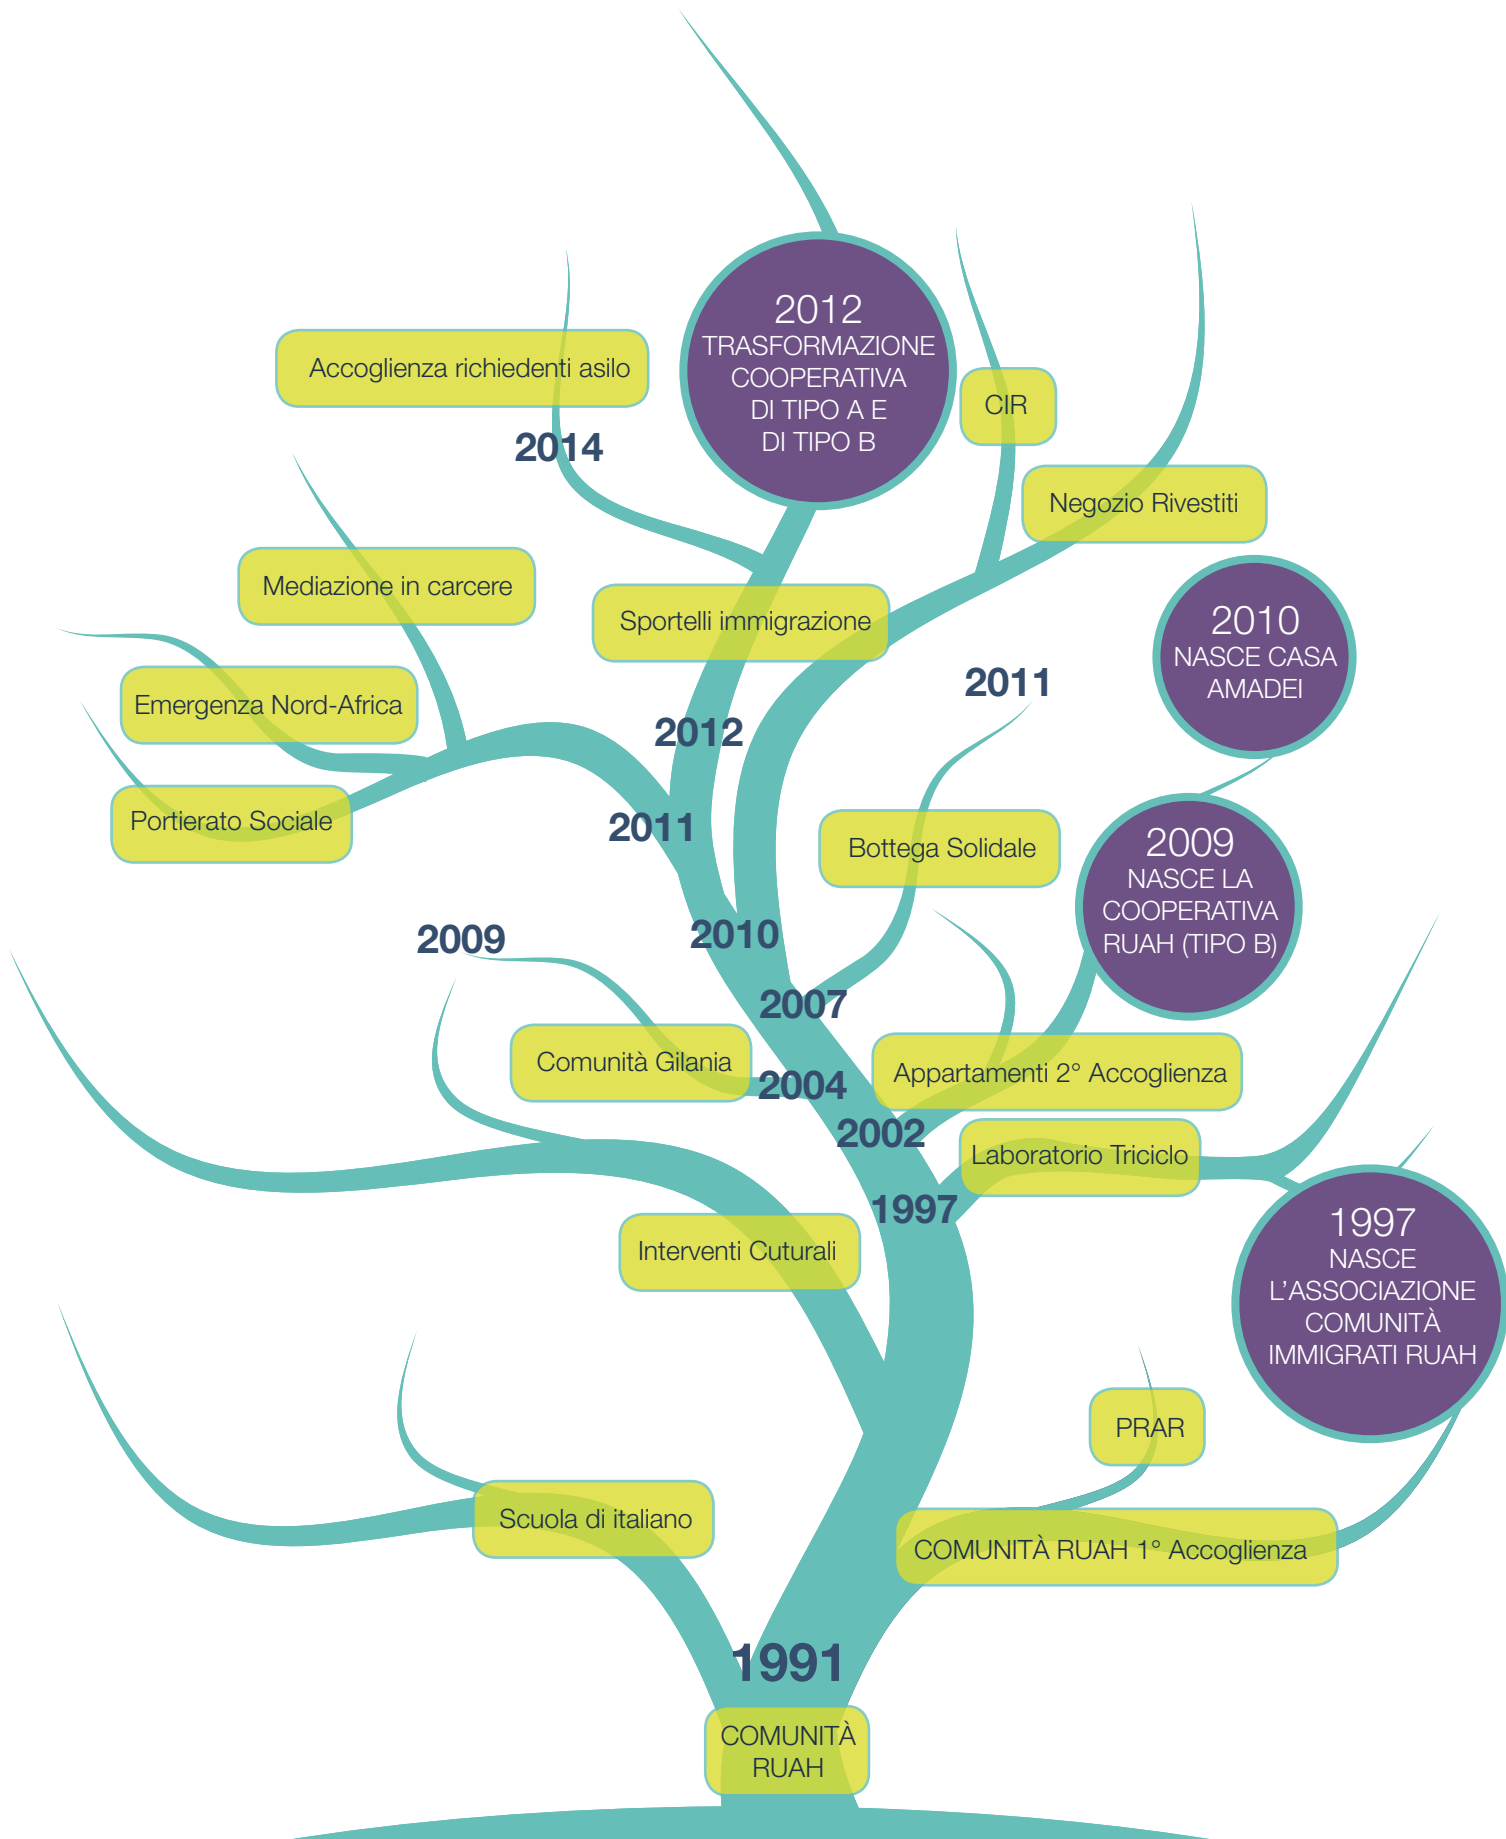 2012
TRASFORMAZIONE
COOPERATIVA
DI TIPO A E
DI TIPO B
Accoglienza richiedenti asilo
CIR
2014
Negozio Rivestiti
Mediazione in carcere
Sportelli immigrazione
2010
NASCE CASA
AMADEI
2011
Emergenza Nord-Africa
2012
Portierato Sociale
2011
Bottega Solidale
2009
NASCE LA
COOPERATIVA
RUAH (TIPO B)
2009
2010
2007
Comunità Gilania
2004
Appartamenti 2° Accoglienza
2002
Laboratorio Triciclo
1997
Interventi Cuturali
1997
NASCE
L'ASSOCIAZIONE
COMUNITÀ
IMMIGRATI RUAH
PRAR
Scuola di italiano
COMUNITÀ RUAH 1° Accoglienza
1991
COMUNITÀ
RUAH